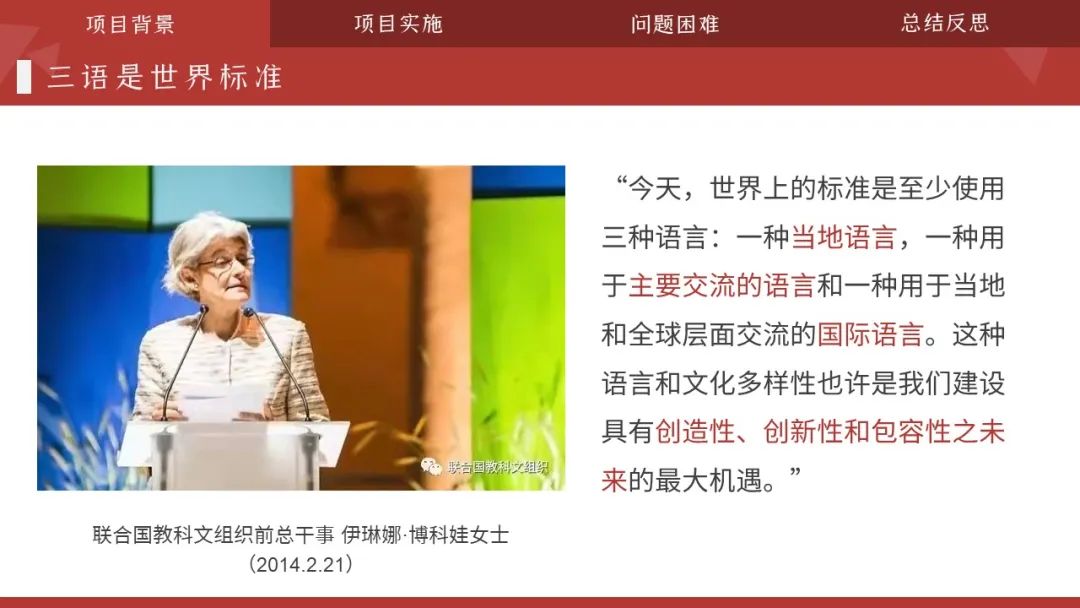 项目背景
项目实施
问题困难
总结反思
三语是世界标准
“今天，世界上的标准是至少使用
三种语言：一种当地语言，一种用
于主要交流的语言和一种用于当地
和全球层面交流的国际语言。这种
语言和文化多样性也许是我们建设
具有创造性、创新性和包容性之未
来的最大机遇。”
联合国教科文组织
联合国教科文组织前总干事 伊琳娜·博科娃女士
（2014.2.21）